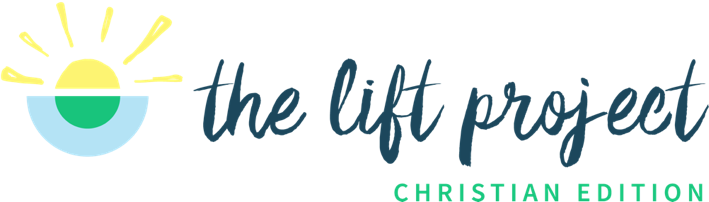 the lift project
CHRISTIAN EDITION